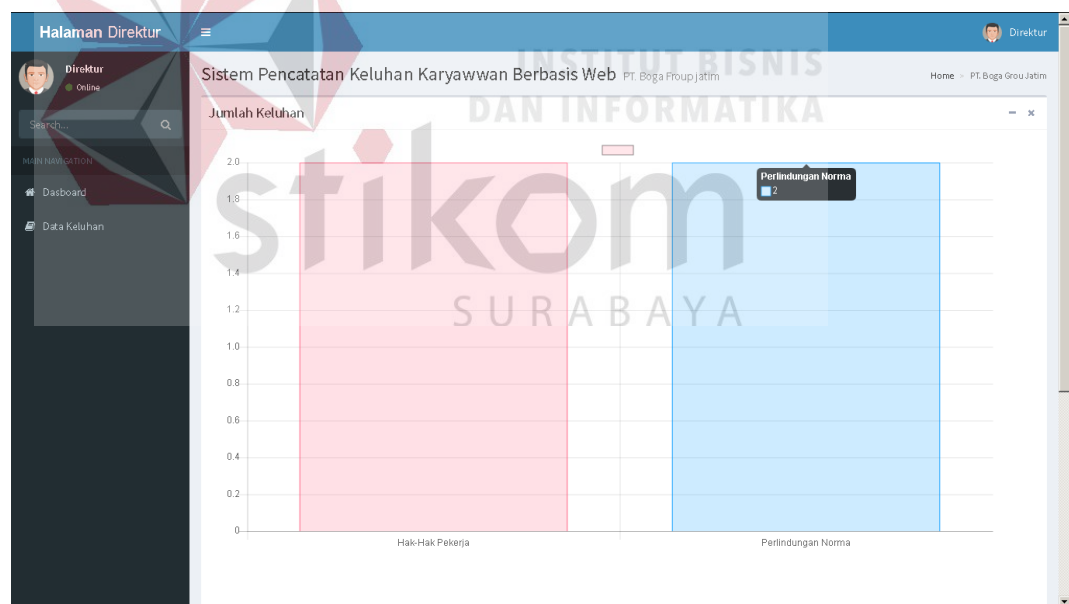 Halaman Direktur
Direktur
Direktur
Online
Search...
MAIN NAVIGATION
Dasboard
Data Keluhan
Sistem Pencatatan Keluhan Karyawwan Berbasis Web PT. Boga Froup jatim
Home > PT. Boga Grou Jatim
Jumlah Keluhan
2.0
1.8
1.6
1.4
1.2
1.0
0.8
0.6
0.4
0.2
0
Perlindungan Norma
2
Hak-Hak Pekerja
Perlindungan Norma
INSTITUT BISNIS
DAN INFORMATIKA
stikom
SURABAYA